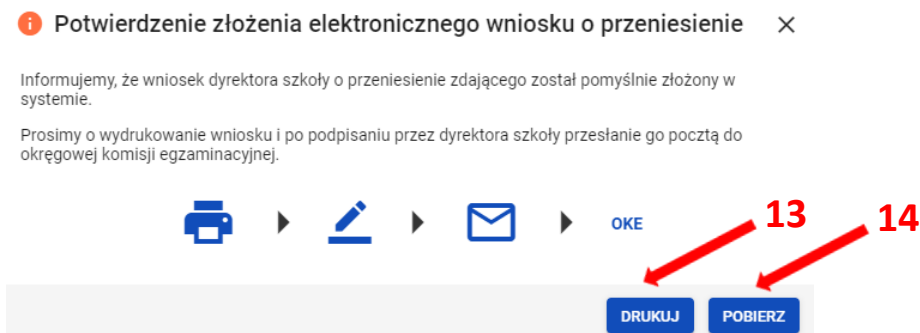 Potwierdzenie złożenia elektronicznego wniosku o przeniesienie
Informujemy, że wniosek dyrektora szkoły o przeniesienie zdającego został pomyślnie złożony w
systemie.
Prosimy o wydrukowanie wniosku i po podpisaniu przez dyrektora szkoły przesłanie go pocztą do
okręgowej komisji egzaminacyjnej.
OKE
13
14
DRUKUJ
POBIERZ